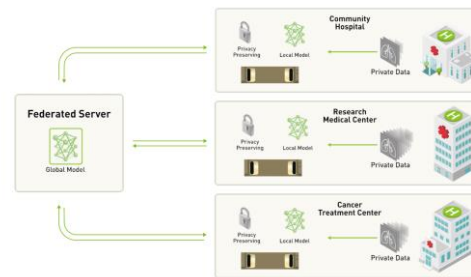 Community
Hospital
Privacy
Preserving
Local Model
Private Data
H
Federated Server
Global Model
Research
Medical Center
Privacy
Preserving
Local Model
Private Data
H
Cancer
Treatment Center
Privacy
Preserving
Local Model
Private Data
H